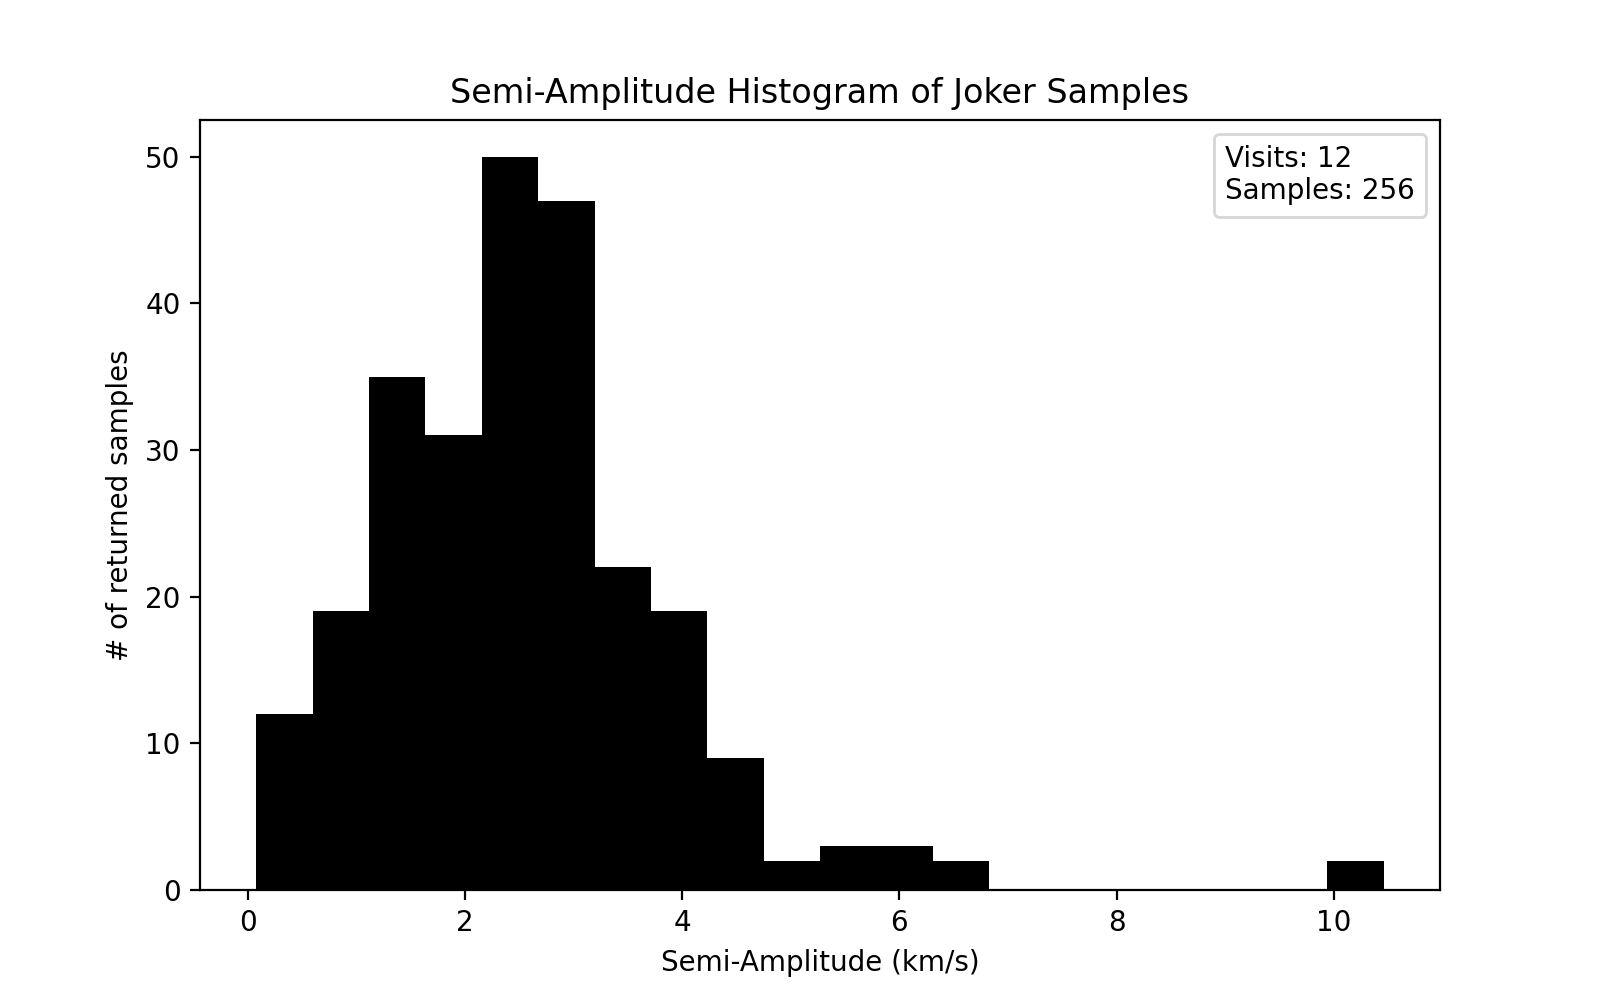 Semi-Amplitude Histogram of Joker Samples
Visits: 12
Samples: 256
# of returned samples
50
40
30
20
10
0
0 2 4 6 8 10
Semi-Amplitude (km/s)